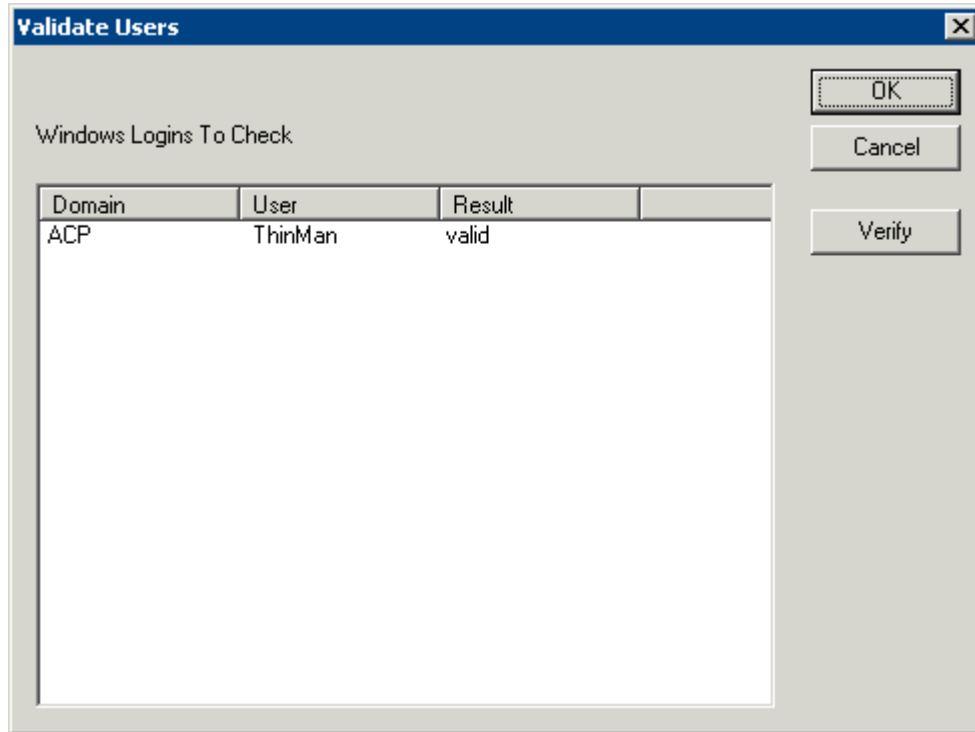 Validate Users
OK
Windows Logins To Check
Cancel
Domain User Result
ACP ThinMan valid
Verify